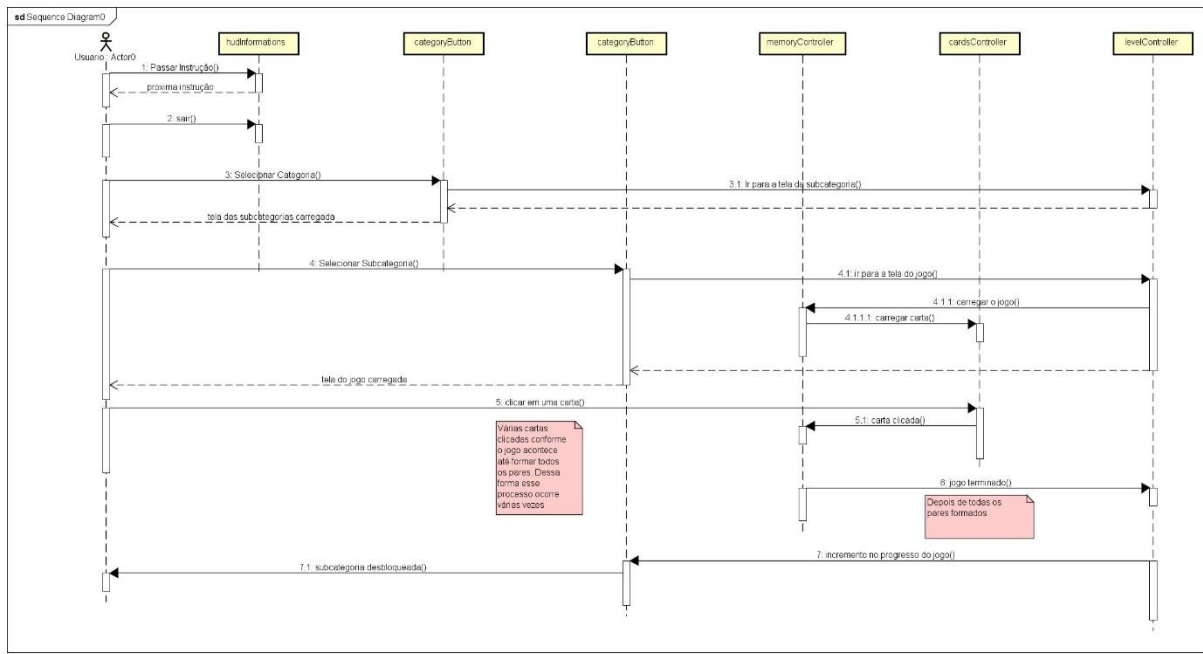 sd Sequence Diagram0
Usuario : Actor0
hudInformations
categoryButton
categoryButton
memoryController
cardsController
levelController
1: Passar Instrução()
proxima instrução
2: sair()
3: Selecionar Categoria()
3.1: Ir para a tela da subcategoria()
tela das subcategorias carregada
4: Selecionar Subcategoria()
4.1: ir para a tela do jogo()
4.1.1: carregar o jogo()
4.1.1.1: carregar carta()
tela do jogo carregada
5: clicar em uma carta()
5.1: carta clicada()
Várias cartas
clicadas conforme
o jogo acontece
até formar todos
os pares. Dessa
forma esse
processo ocorre
várias vezes
6: jogo terminado()
Depois de todas os
pares formados
7: incremento no progresso do jogo()
7.1: subcategoria desbloqueada()